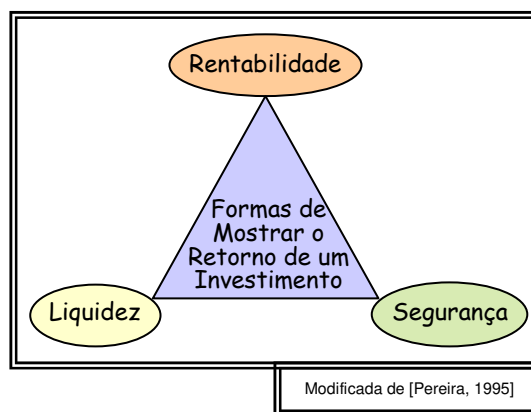 Rentabilidade
Formas de
Mostrar o
Retorno de um
Investimento
Liquidez
Segurança
Modificada de [Pereira, 1995]